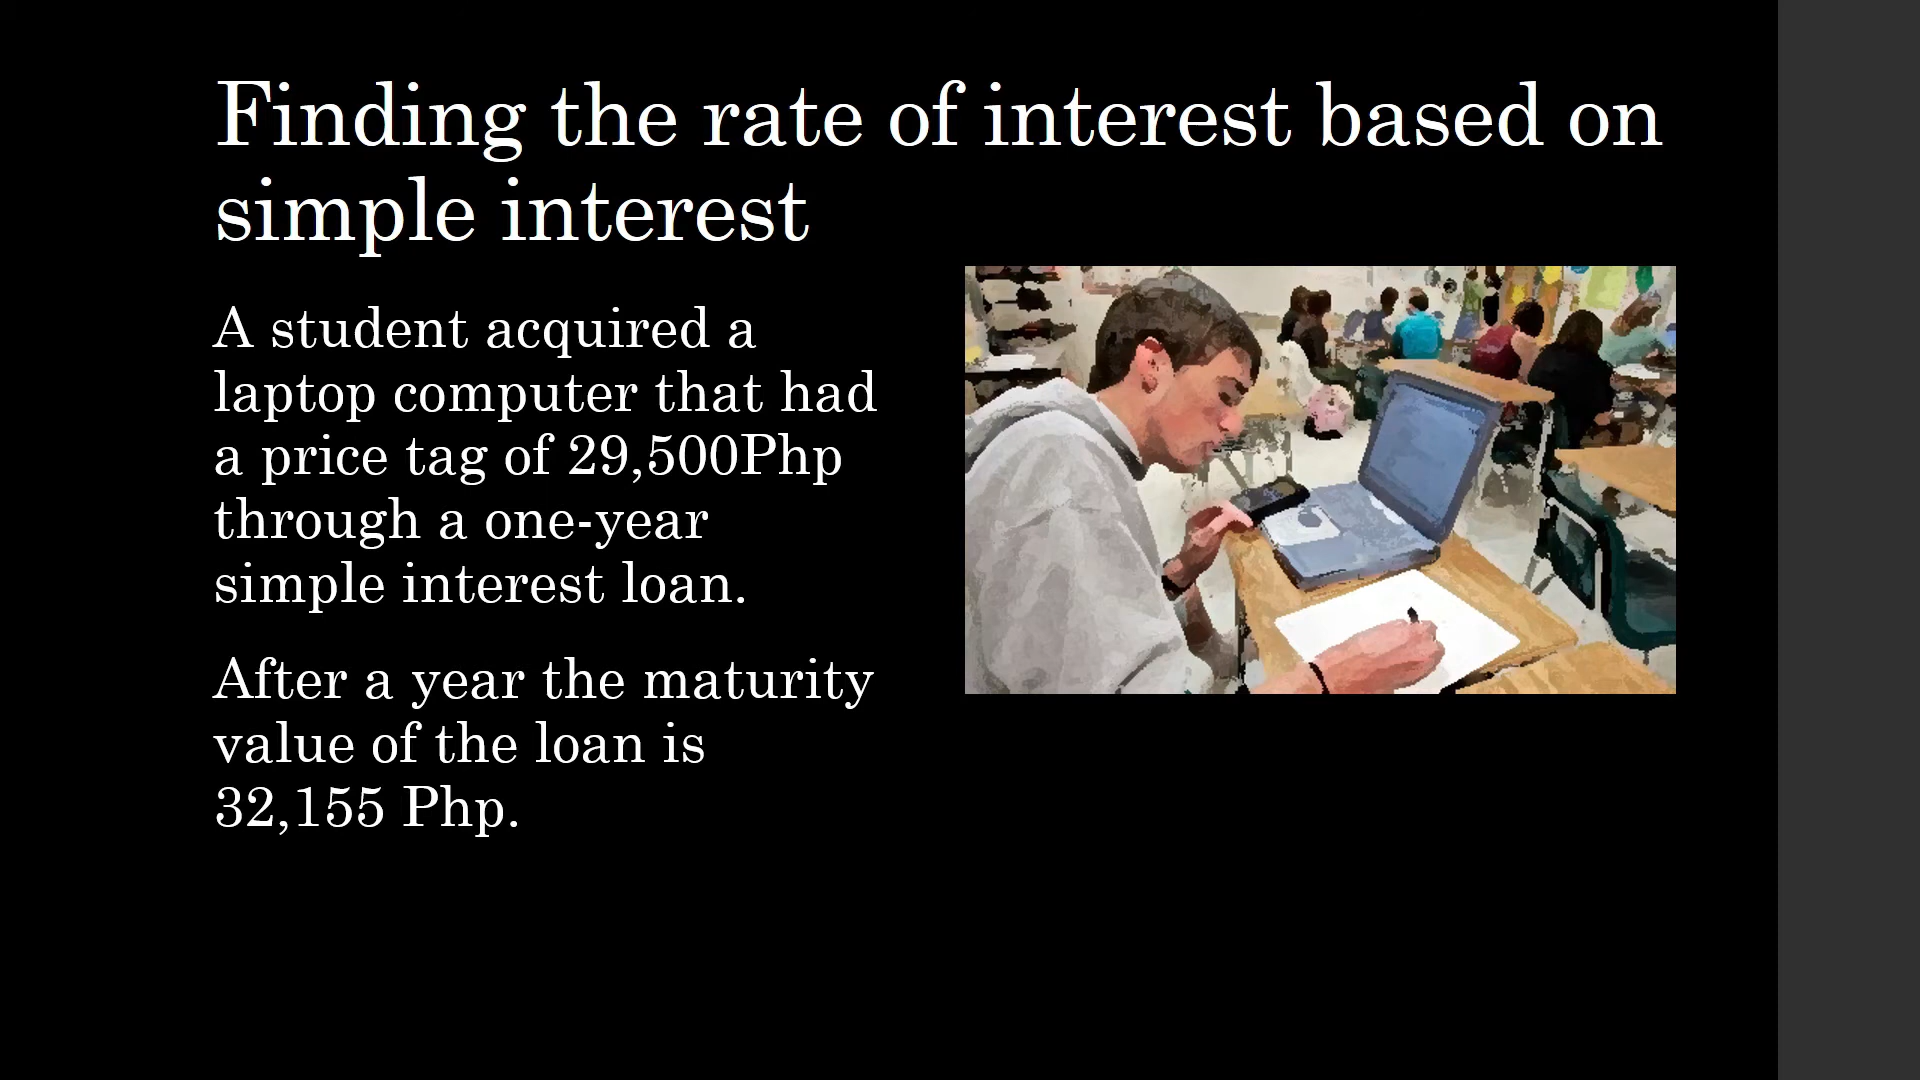 Finding the rate of interest based on
simple interest
A student acquired a
laptop computer that had
a price tag of 29,500Php
through a one-year
simple interest loan.
After a year the maturity
value of the loan is
32,155 Php.